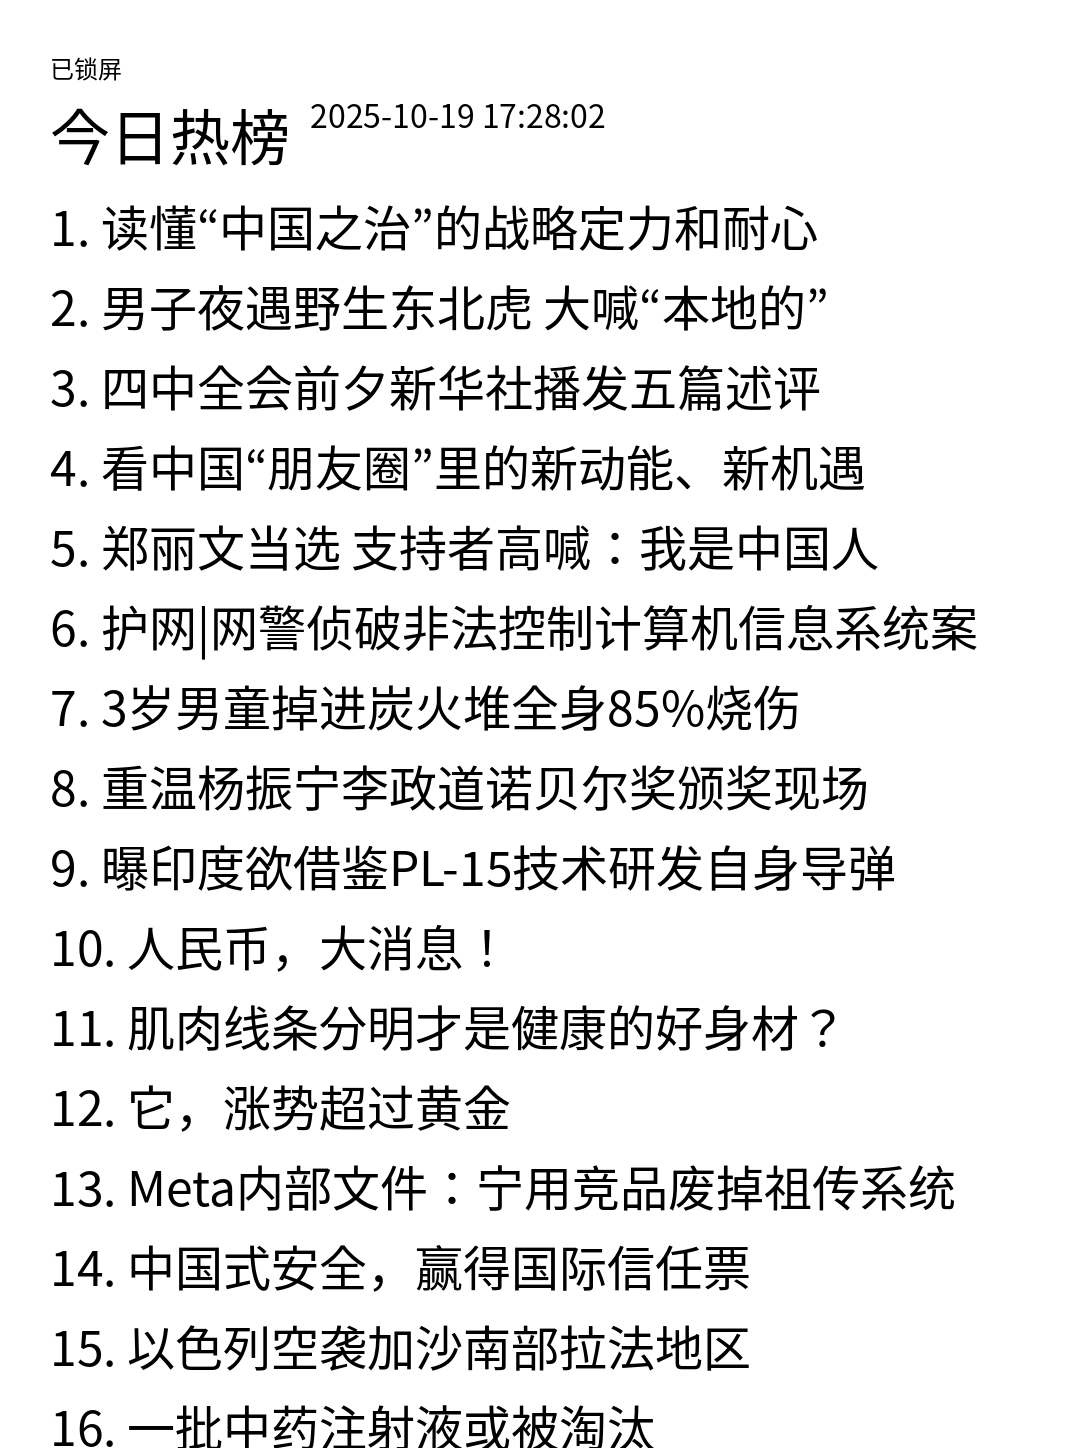 已锁屏
今日热榜 2025-10-19 17:28:02
1. 读懂“中国之治”的战略定力和耐心
2. 男子夜遇野生东北虎 大喊“本地的”
3. 四中全会前夕新华社播发五篇述评
4. 看中国“朋友圈”里的新动能、新机遇
5. 郑丽文当选 支持者高喊：我是中国人
6. 护网|网警侦破非法控制计算机信息系统案
7. 3岁男童掉进炭火堆全身85%烧伤
8. 重温杨振宁李政道诺贝尔奖颁奖现场
9. 曝印度欲借鉴PL-15技术研发自身导弹
10. 人民币，大消息！
11. 肌肉线条分明才是健康的好身材？
12. 它，涨势超过黄金
13. Meta内部文件：宁用竞品废掉祖传系统
14. 中国式安全，赢得国际信任票
15. 以色列空袭加沙南部拉法地区
16. 一批中药注射液或被淘汰